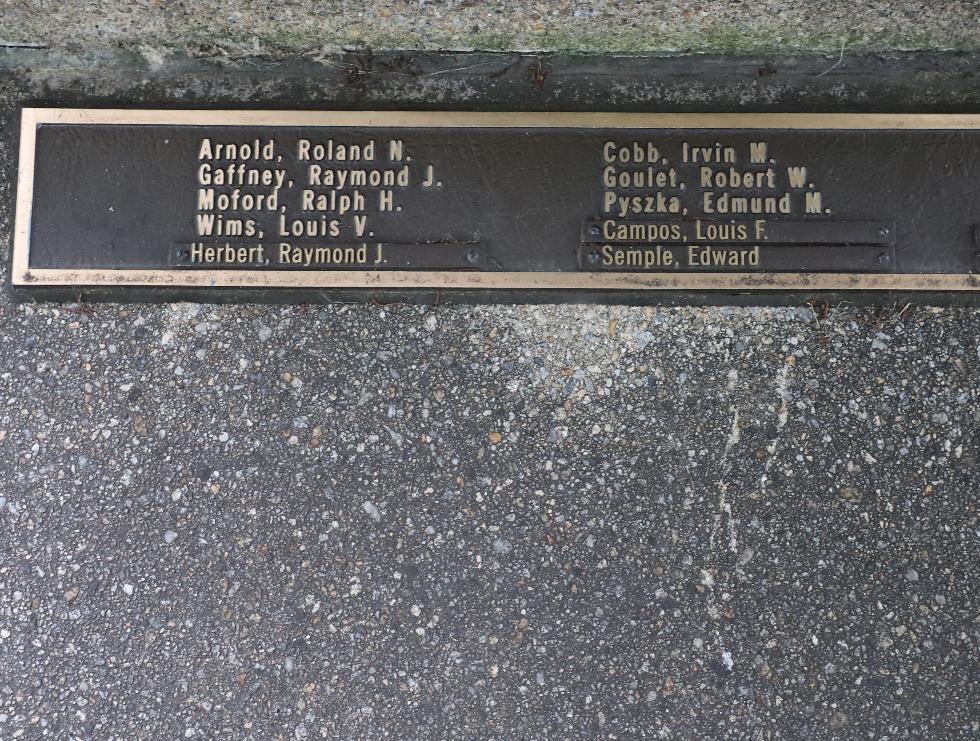 Arnold, Roland N.
Gaffney, Raymond J.
Moford, Ralph H.
Wims, Louis V.
Herbert, Raymond J.
Cobb, Irvin M.
Goulet, Robert W.
Pyszka, Edmund M.
Campos, Louis F.
Semple, Edward